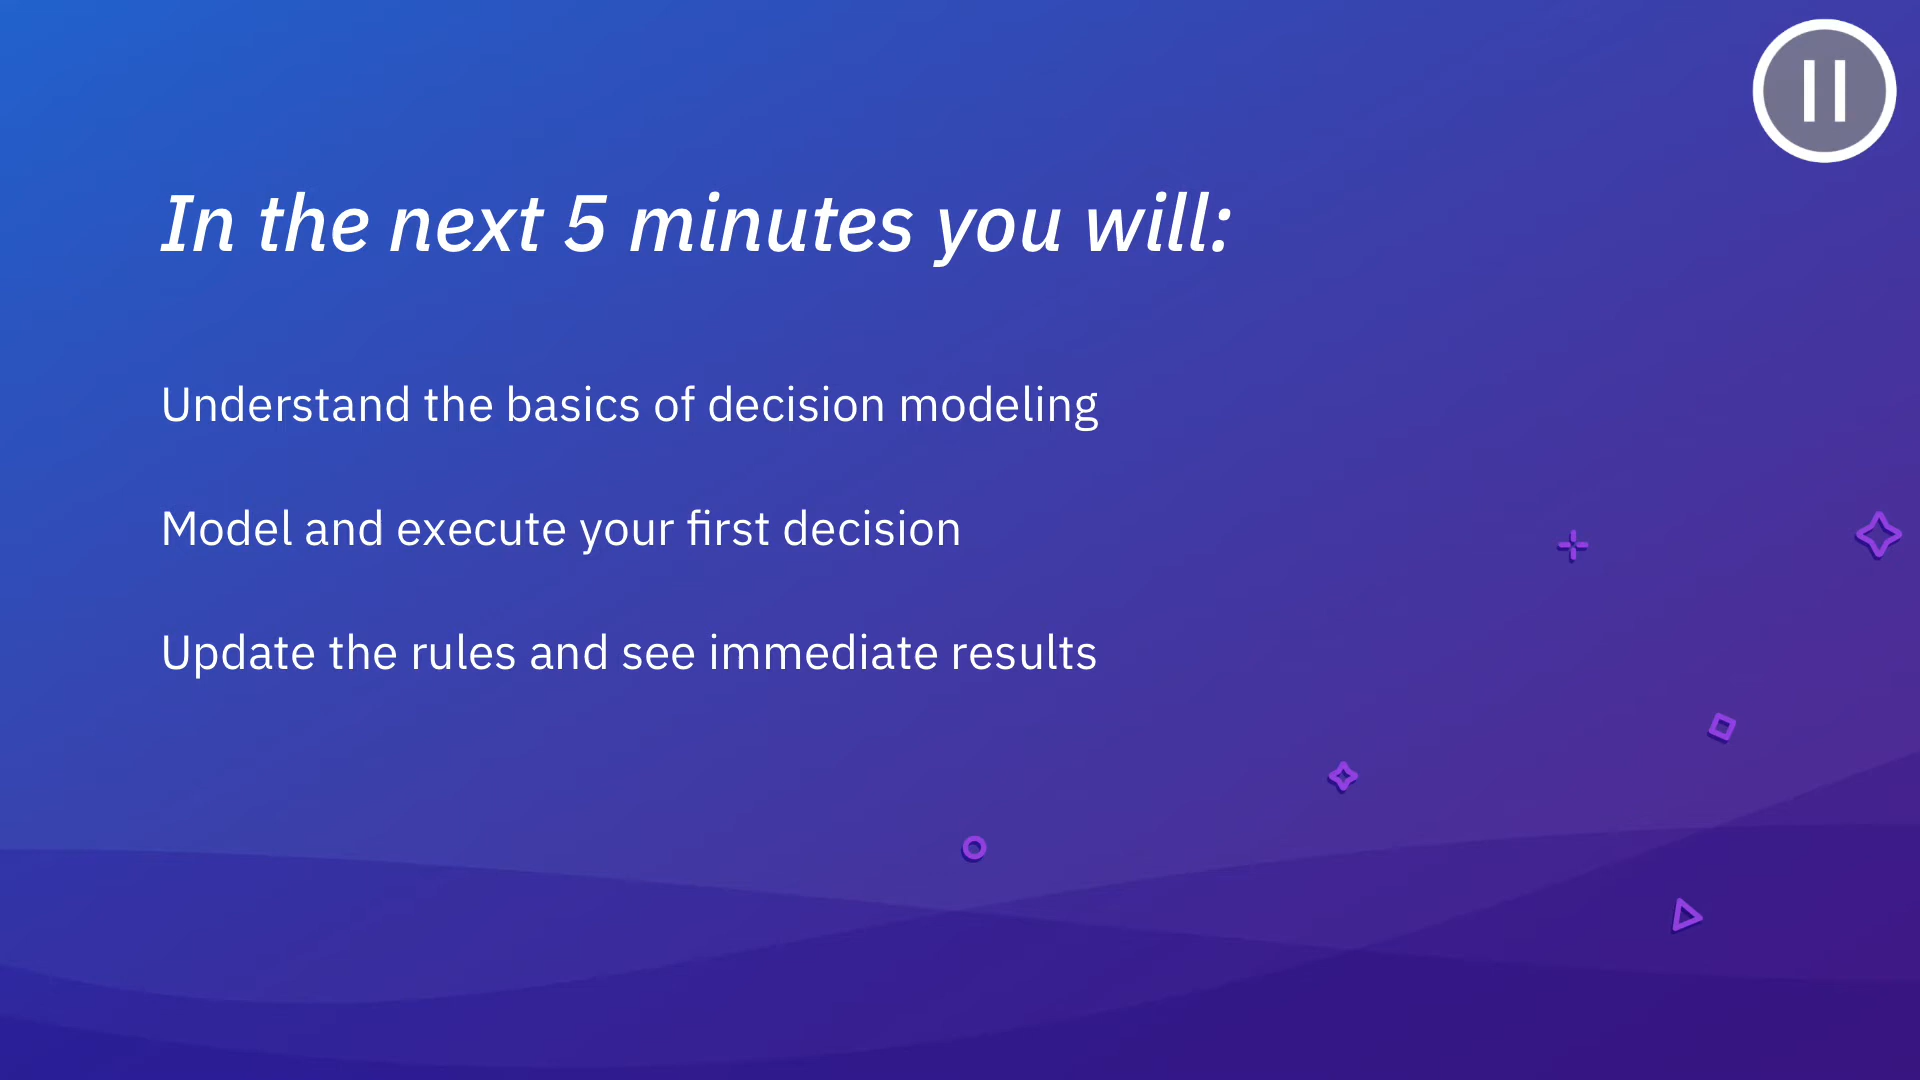 In the next 5 minutes you will:
Understand the basics of decision modeling
Model and execute your first decision
Update the rules and see immediate results